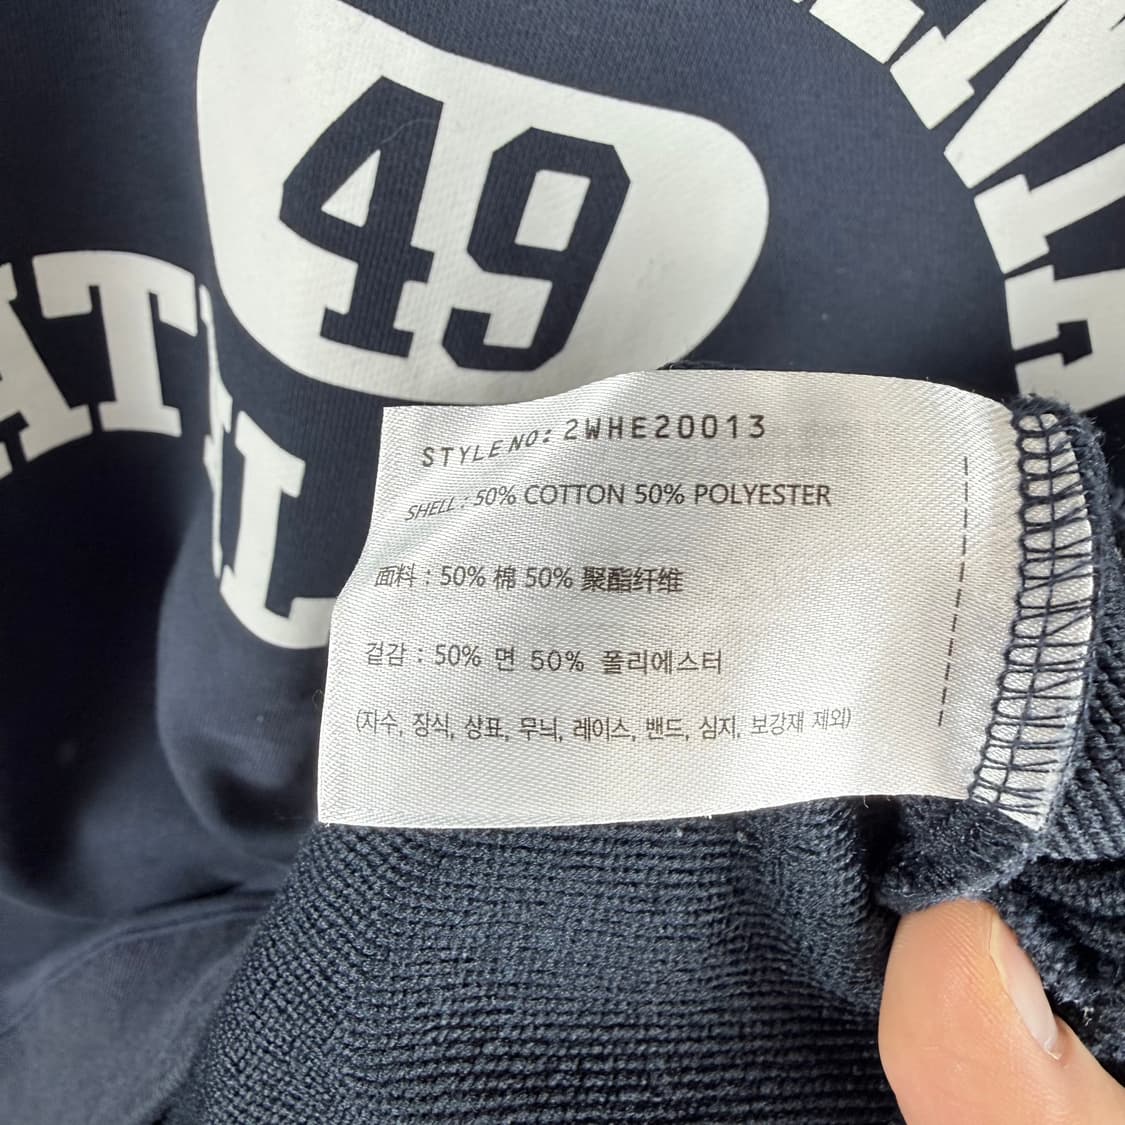 49
STYLE NO: 2WHE20013
SHELL : 50% COTTON 50% POLYESTER
面料 : 50% 棉 50% 聚酯纤维
겉감 : 50% 면 50% 폴리에스터
(자수, 장식, 상표, 무늬, 레이스, 밴드, 심지, 보강재 제외)